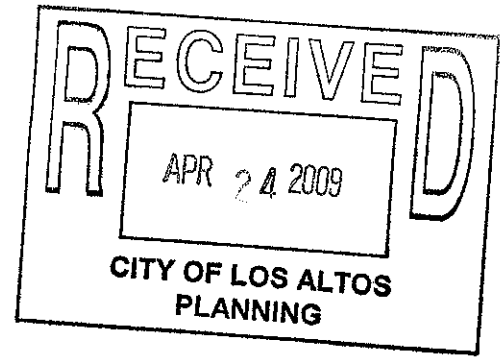 RECEIVED
APR 24 2009
CITY OF LOS ALTOS
PLANNING